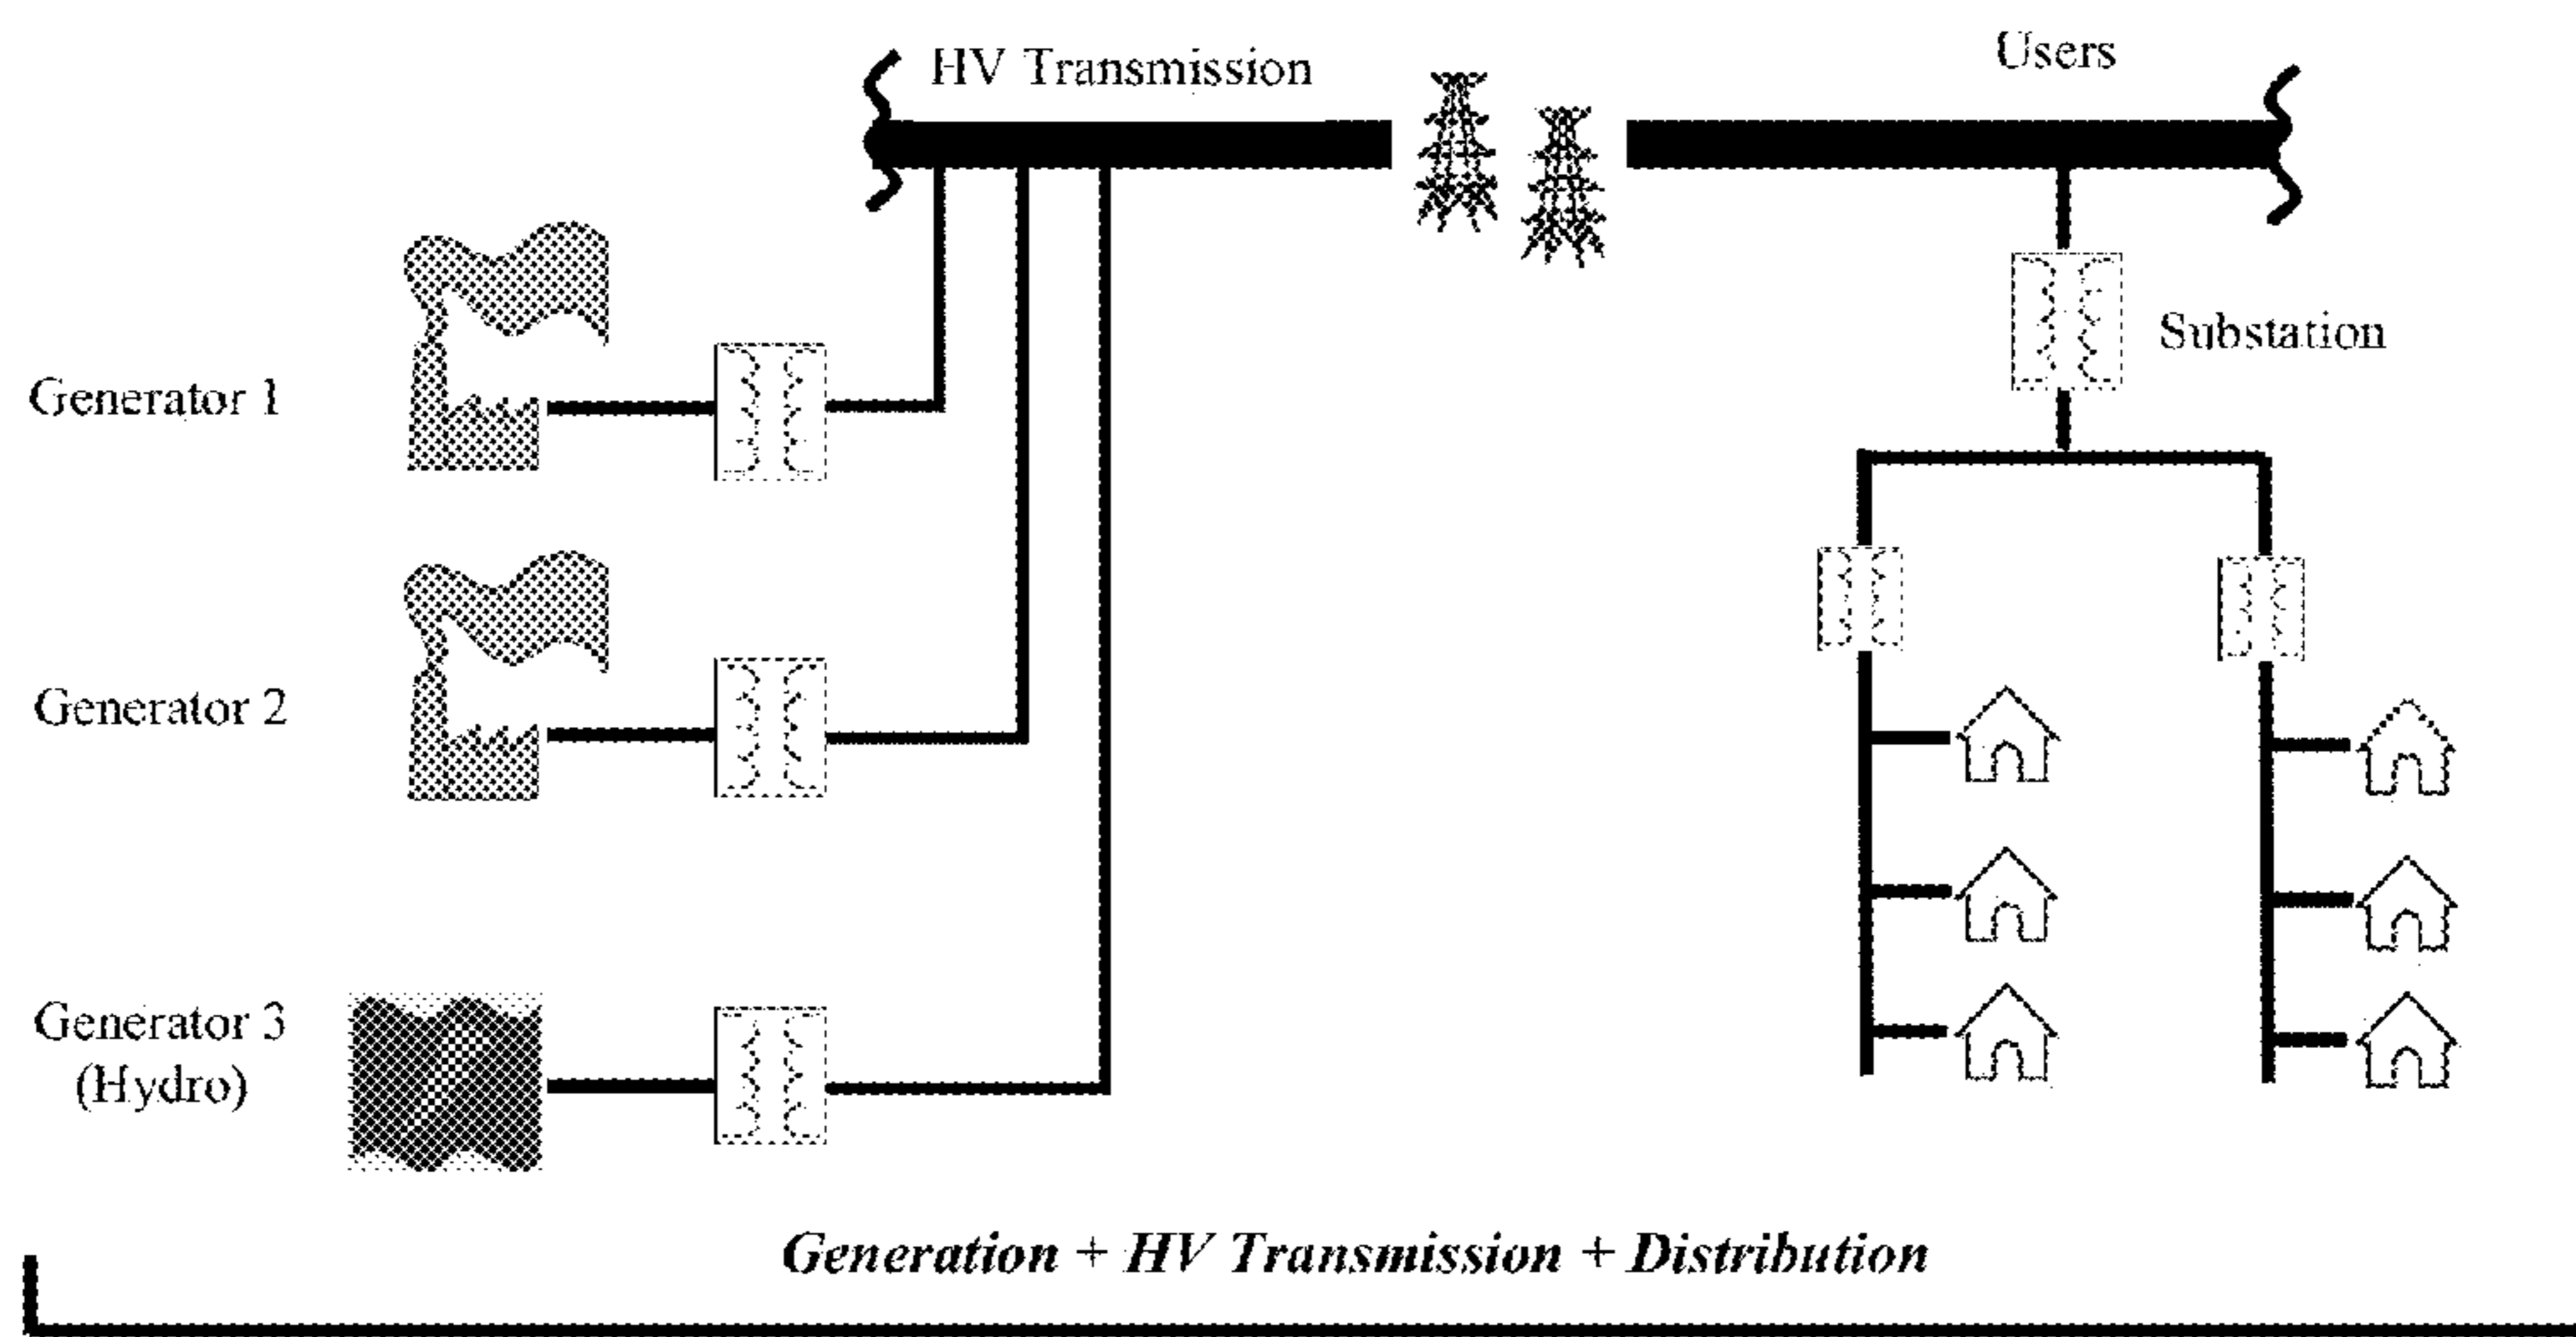 HV Transmission
Users
Substation
Generator 1
Generator 2
Generator 3
(Hydro)
Generation + HV Transmission + Distribution